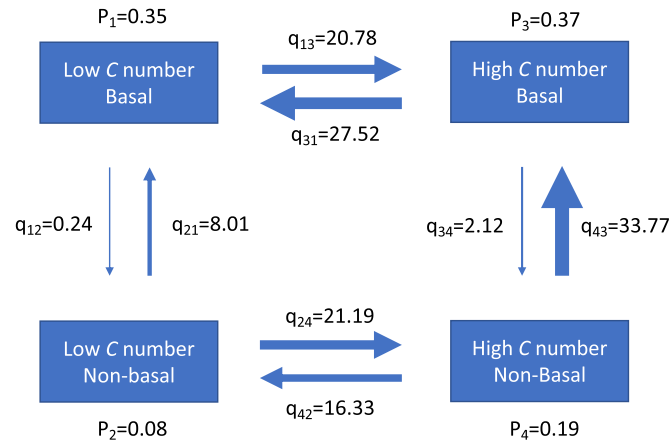 P1=0.35
q13=20.78
P3=0.37
Low C number
Basal
High C number
Basal
q31=27.52
q12=0.24
q21=8.01
q34=2.12
q43=33.77
q24=21.19
Low C number
Non-basal
High C number
Non-Basal
q42=16.33
P2=0.08
P4=0.19